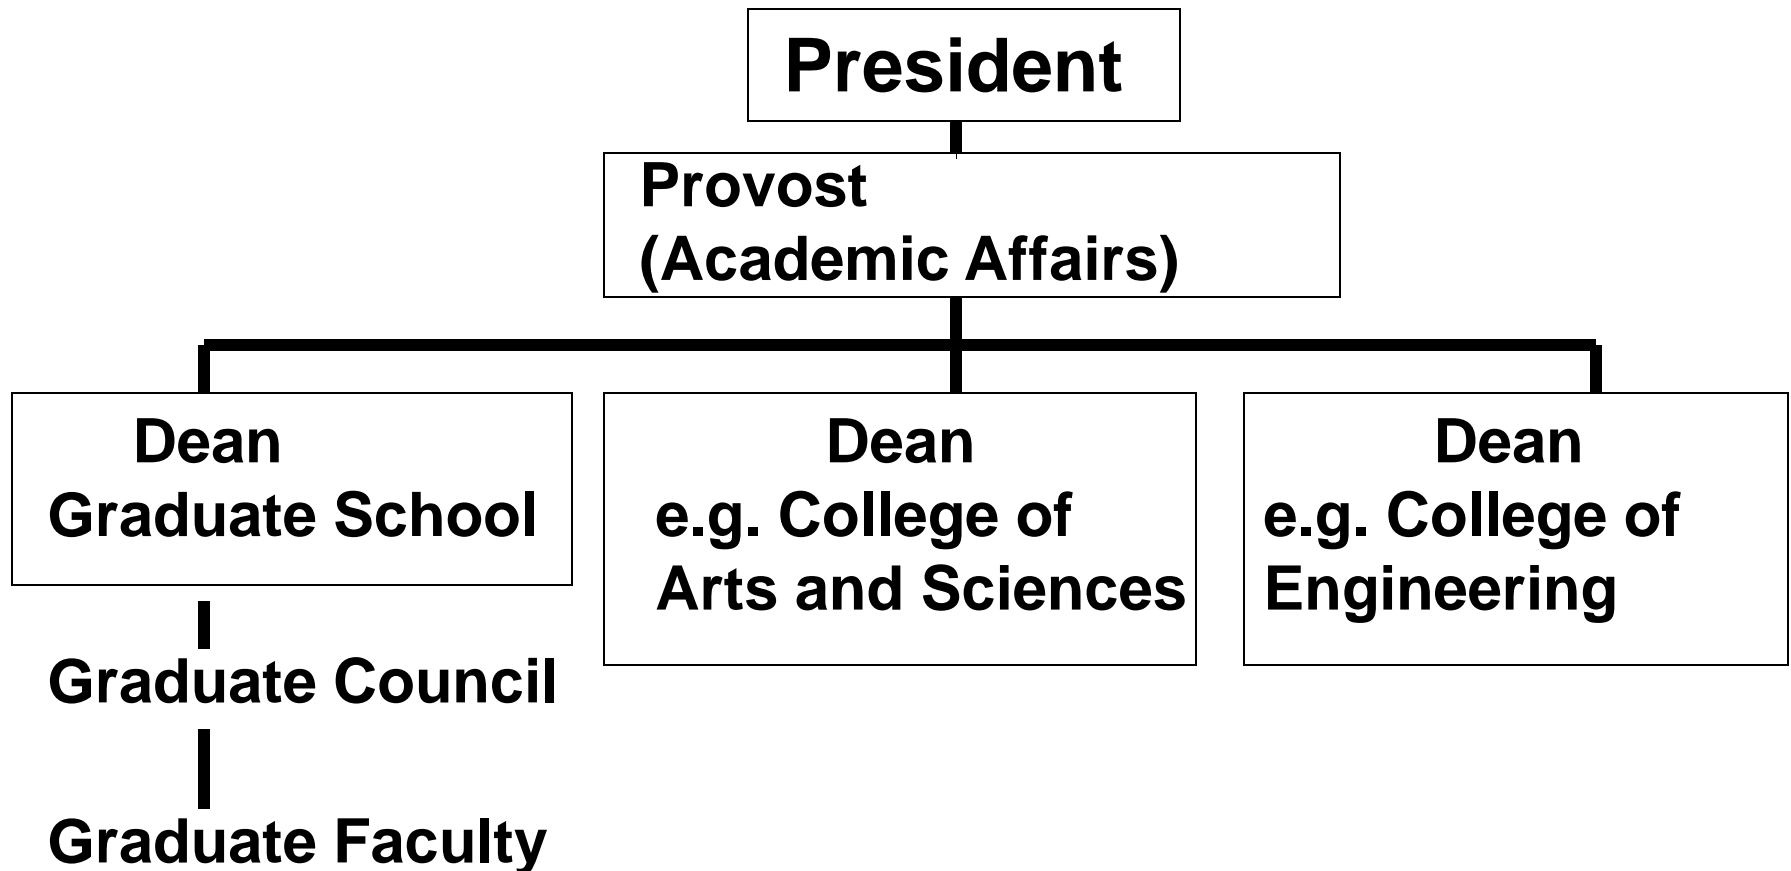 President
Provost
(Academic Affairs)
Dean
Graduate School
Dean
e.g. College of
Arts and Sciences
Dean
e.g. College of
Engineering
Graduate Council
Graduate Faculty